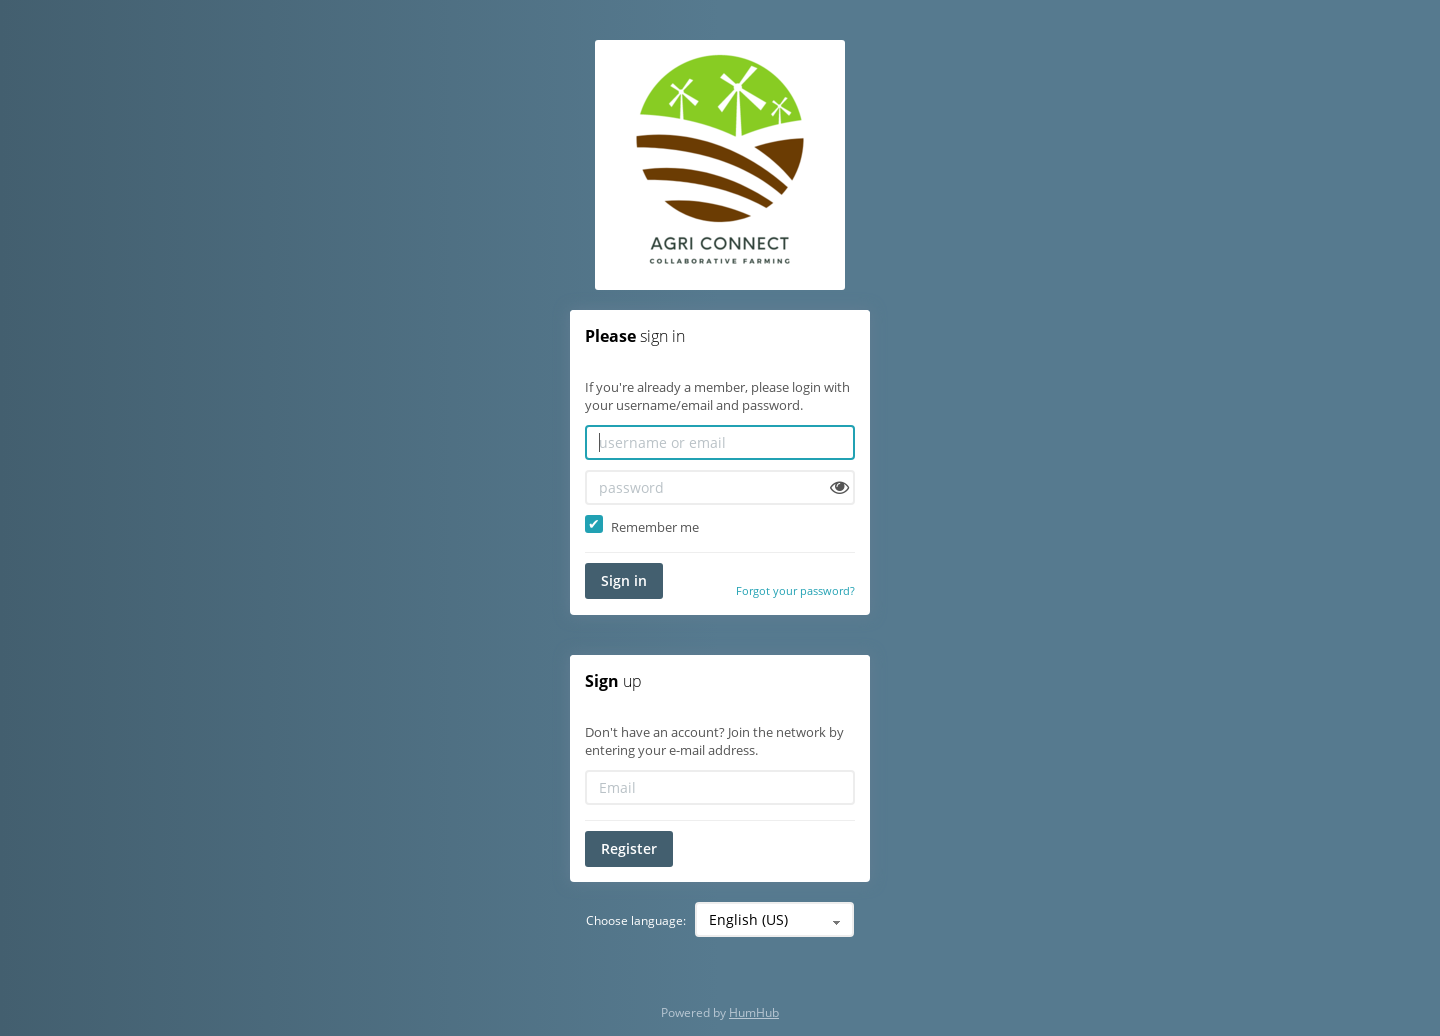 AGRI CONNECT
COLLABORATIVE FARMING
Please sign in
If you're already a member, please login with
your username/email and password.
username or email
password
Remember me
Sign in
Forgot your password?
Sign up
Don't have an account? Join the network by
entering your e-mail address.
Email
Register
Choose language: English (US)
Powered by HumHub